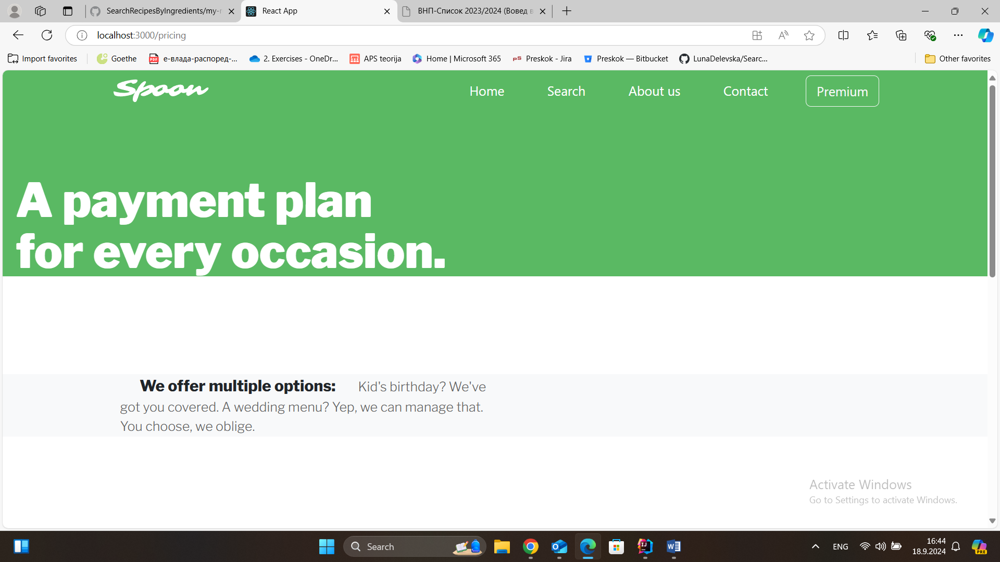 SearchRecipesByIngredients/my-r
React App
ВНП-Список 2023/2024 (Вовед в
localhost:3000/pricing
Import favorites
Goethe
е-влада-распоред-...
2. Exercises - OneDr...
APS teorija
Home | Microsoft 365
Preskok - Jira
Preskok — Bitbucket
LunaDelevska/Searc...
Other favorites
Spoon
Home
Search
About us
Contact
Premium
A payment plan
for every occasion.
We offer multiple options: Kid's birthday? We've
got you covered. A wedding menu? Yep, we can manage that.
You choose, we oblige.
Activate Windows
Go to Settings to activate Windows.
Search
ENG
16:44
18.9.2024